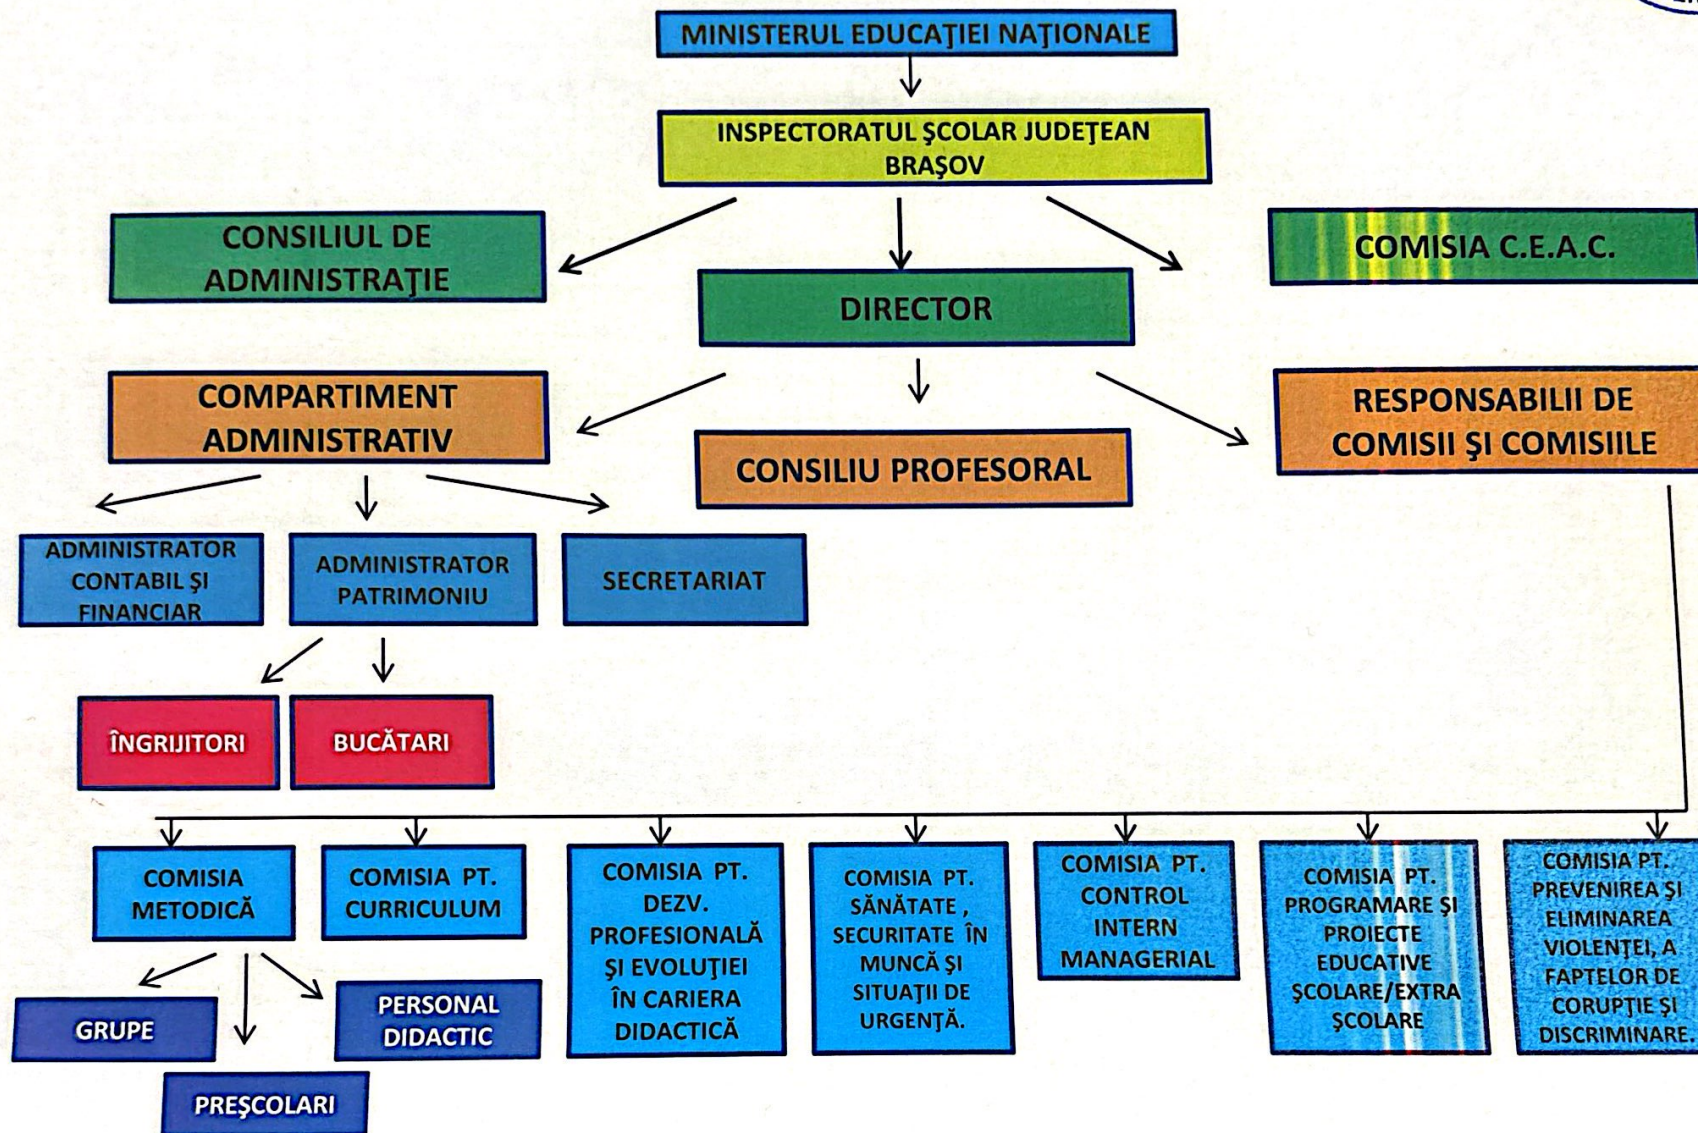 MINISTERUL EDUCAŢIEI NAŢIONALE
INSPECTORATUL ŞCOLAR JUDEŢEAN
BRAŞOV
CONSILIUL DE
ADMINISTRAŢIE
DIRECTOR
COMISIA C.E.A.C.
COMPARTIMENT
ADMINISTRATIV
CONSILIU PROFESORAL
RESPONSABILII DE
COMISII ŞI COMISIILE
ADMINISTRATOR
CONTABIL ŞI
FINANCIAR
ADMINISTRATOR
PATRIMONIU
SECRETARIAT
ÎNGRIJITORI
BUCĂTARI
COMISIA
METODICĂ
COMISIA PT.
CURRICULUM
COMISIA PT.
DEZV.
PROFESIONALĂ
ŞI EVOLUŢIEI
ÎN CARIERA
DIDACTICĂ
COMISIA PT.
SĂNĂTATE ,
SECURITATE ÎN
MUNCĂ ŞI
SITUAŢII DE
URGENŢĂ.
COMISIA PT.
CONTROL
INTERN
MANAGERIAL
COMISIA PT.
PROGRAMARE ŞI
PROIECTE
EDUCATIVE
ŞCOLARE/EXTRA
ŞCOLARE
COMISIA PT.
PREVENIREA ŞI
ELIMINAREA
VIOLENŢEI, A
FAPTELOR DE
CORUPŢIE ŞI
DISCRIMINARE.
GRUPE
PERSONAL
DIDACTIC
PREŞCOLARI